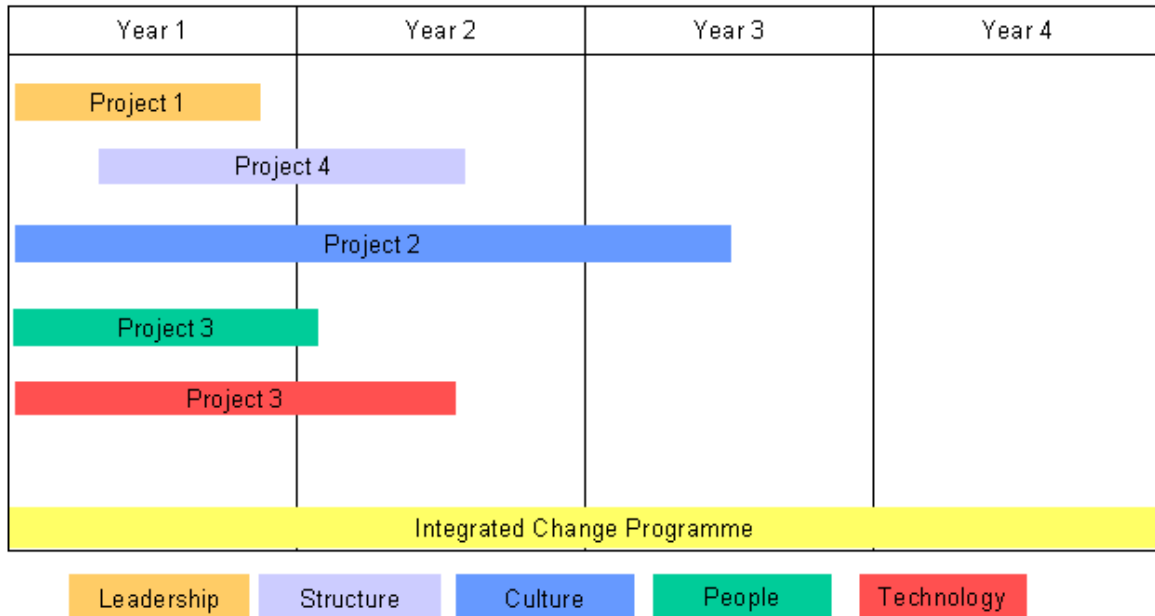 Year 1 Year 2 Year 3 Year 4
Project 1
Project 4
Project 2
Project 3
Project 3
Integrated Change Programme
Leadership Structure Culture People Technology